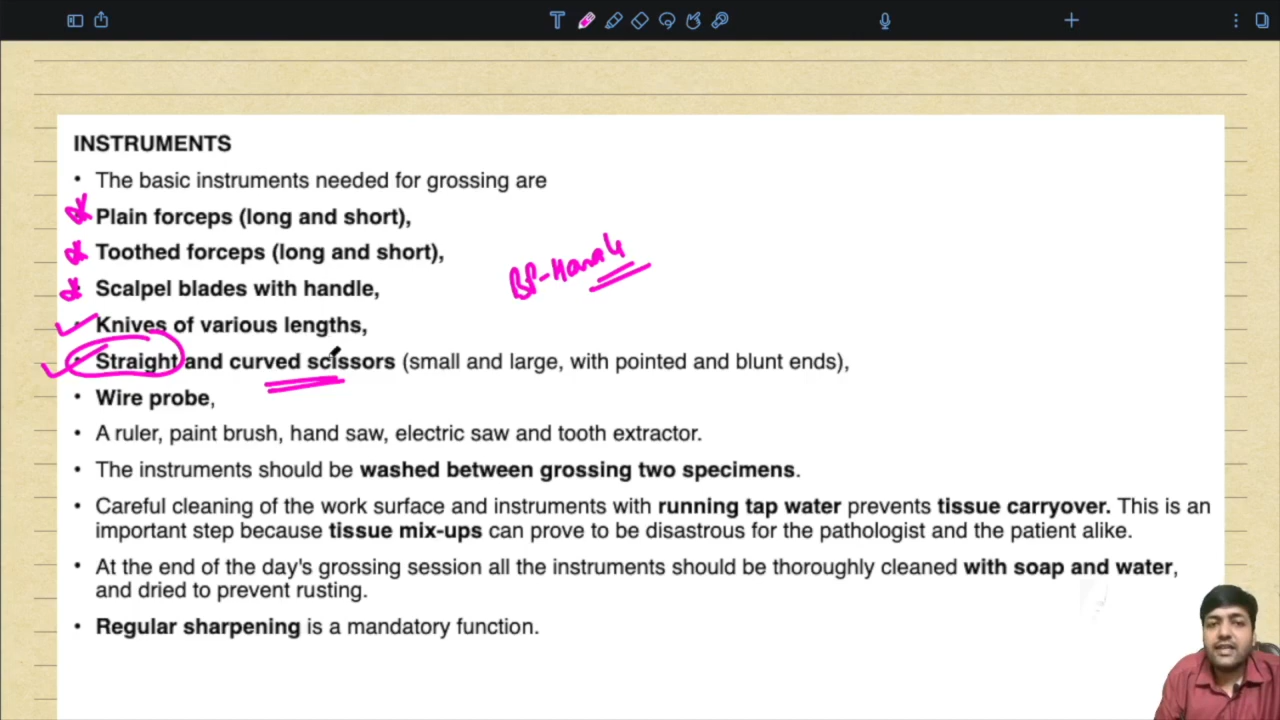 INSTRUMENTS
• The basic instruments needed for grossing are
Plain forceps (long and short),
Toothed forceps (long and short),
BP-Handle
Scalpel blades with handle,
Knives of various lengths,
• Straight and curved scissors (small and large, with pointed and blunt ends),
• Wire probe,
• A ruler, paint brush, hand saw, electric saw and tooth extractor.
• The instruments should be washed between grossing two specimens.
• Careful cleaning of the work surface and instruments with running tap water prevents tissue carryover. This is an
important step because tissue mix-ups can prove to be disastrous for the pathologist and the patient alike.
• At the end of the day's grossing session all the instruments should be thoroughly cleaned with soap and water,
and dried to prevent rusting.
• Regular sharpening is a mandatory function.